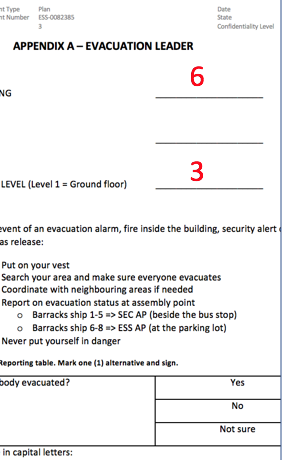 nt Type Plan Date
nt Number ESS-0082385 State
3 Confidentiality Level
APPENDIX A – EVACUATION LEADER
NG 6
LEVEL (Level 1 = Ground floor) 3
event of an evacuation alarm, fire inside the building, security alert
as release:
Put on your vest
Search your area and make sure everyone evacuates
Coordinate with neighbouring areas if needed
Report on evacuation status at assembly point
o Barracks ship 1-5 => SEC AP (beside the bus stop)
o Barracks ship 6-8 => ESS AP (at the parking lot)
Never put yourself in danger
Reporting table. Mark one (1) alternative and sign.
body evacuated? Yes
No
Not sure
in capital letters: